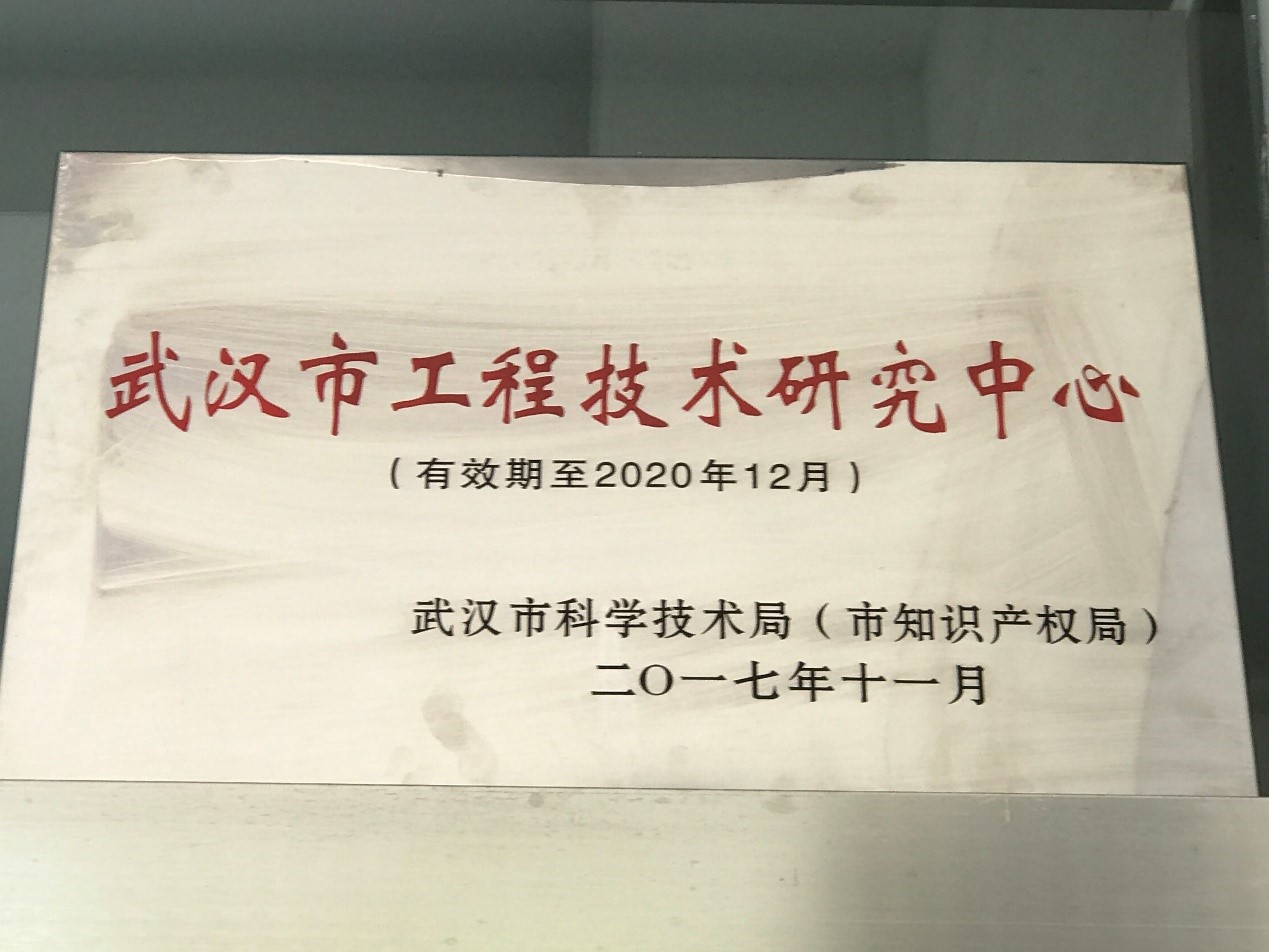 武汉市工程技术研究中心
（有效期至2020年12月）
武汉市科学技术局（市知识产权局）
二〇一七年十一月